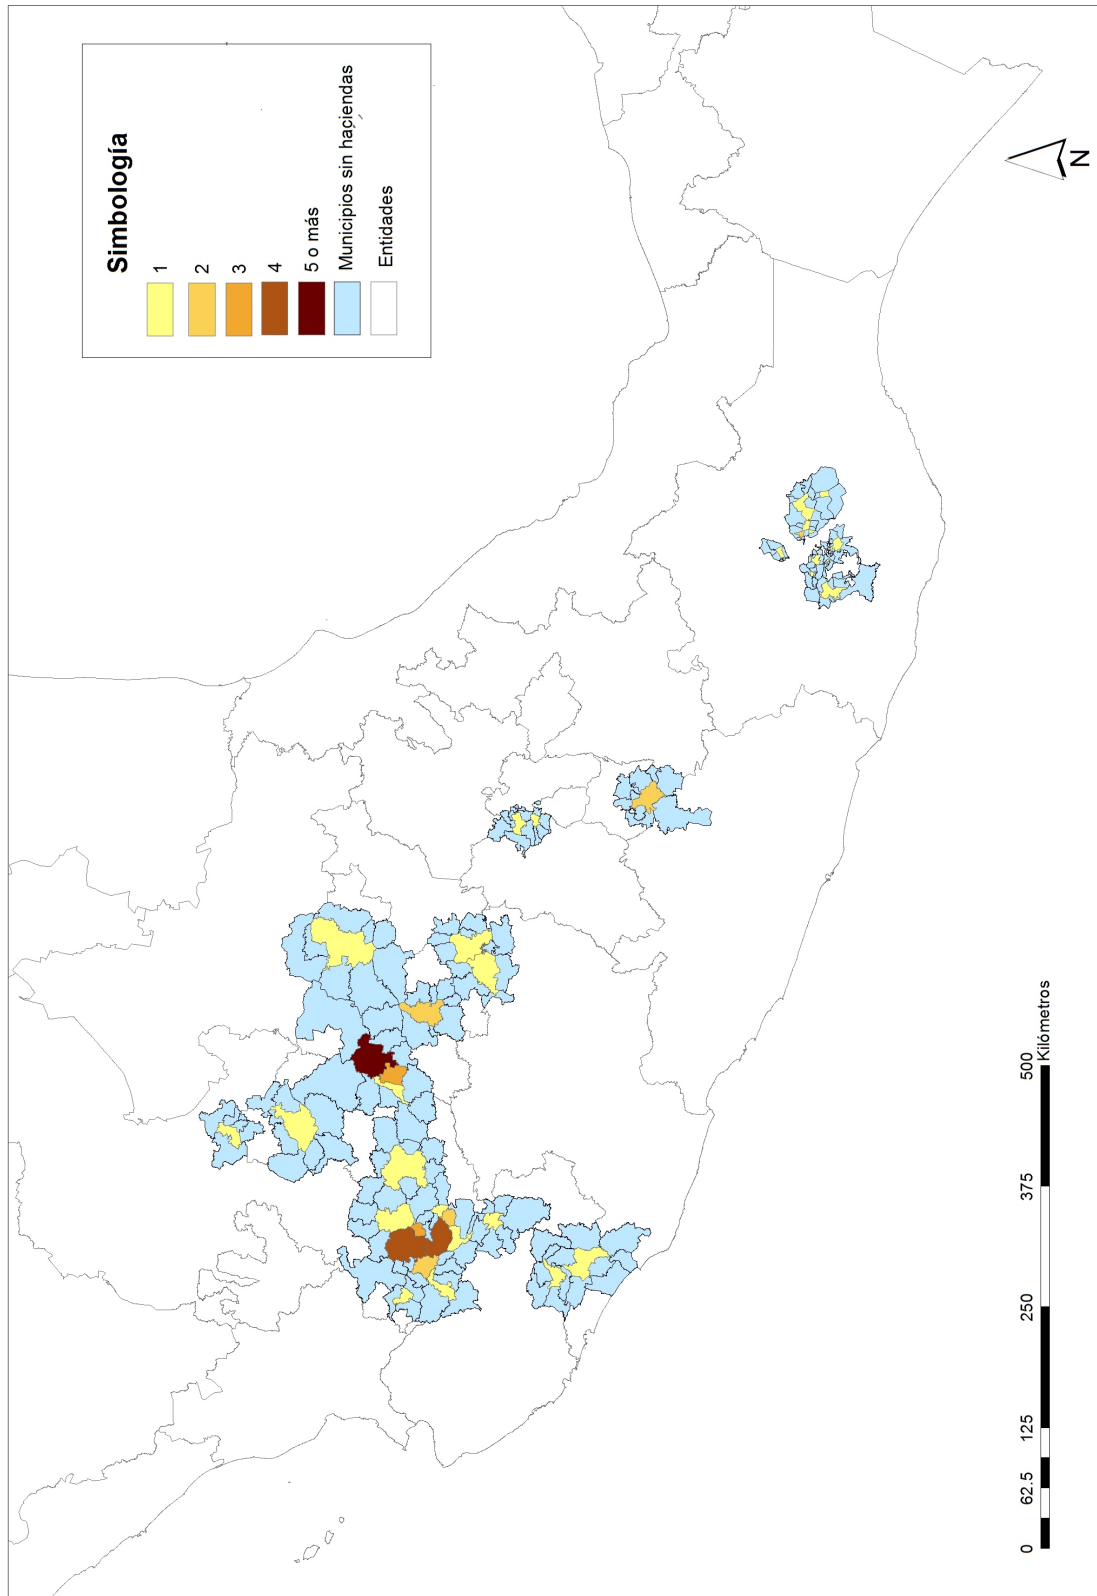 Simbología
1
2
3
4
5 o más
Municipios sin haciendas
Entidades
N
0 62.5 125 250 375 500
Kilómetros